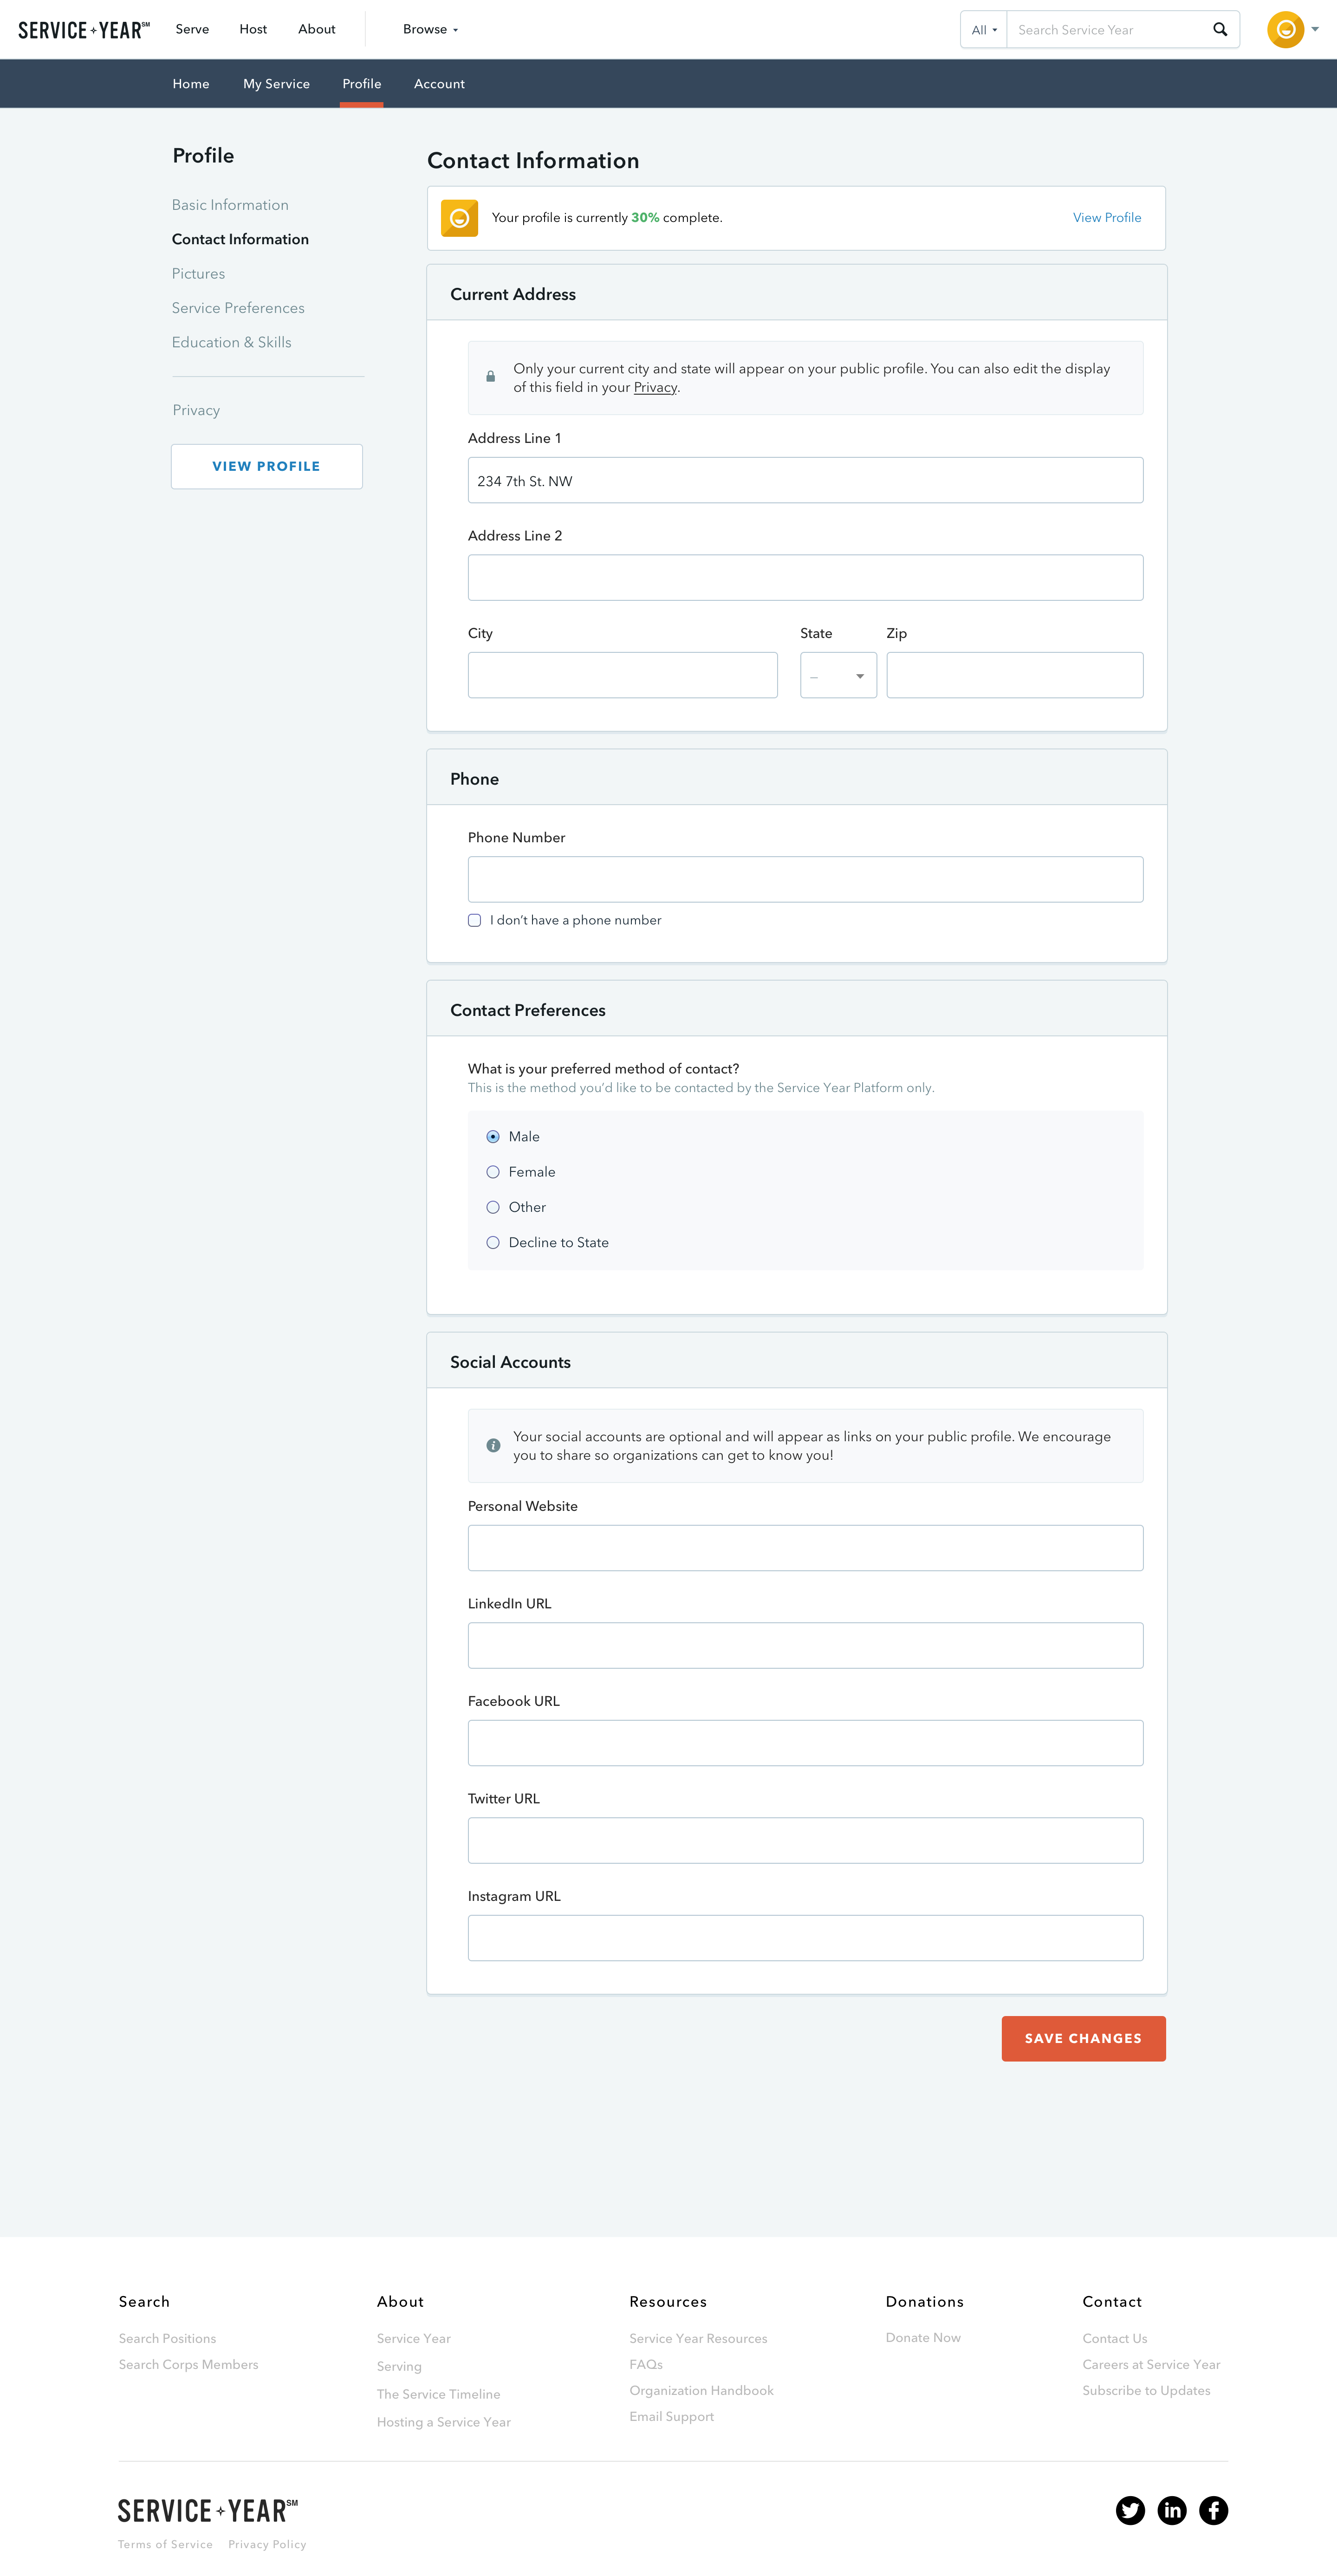 SERVICE YEAR SM
Serve
Host
About
Browse
All
Search Service Year
Home
My Service
Profile
Account
Profile
Basic Information
Contact Information
Pictures
Service Preferences
Education & Skills
Privacy
VIEW PROFILE
Contact Information
Your profile is currently 30% complete.
View Profile
Current Address
Only your current city and state will appear on your public profile. You can also edit the display
of this field in your Privacy.
Address Line 1
234 7th St. NW
Address Line 2
City
State
Zip
–
Phone
Phone Number
I don’t have a phone number
Contact Preferences
What is your preferred method of contact?
This is the method you’d like to be contacted by the Service Year Platform only.
Male
Female
Other
Decline to State
Social Accounts
Your social accounts are optional and will appear as links on your public profile. We encourage
you to share so organizations can get to know you!
Personal Website
LinkedIn URL
Facebook URL
Twitter URL
Instagram URL
SAVE CHANGES
Search
Search Positions
Search Corps Members
About
Service Year
Serving
The Service Timeline
Hosting a Service Year
Resources
Service Year Resources
FAQs
Organization Handbook
Email Support
Donations
Donate Now
Contact
Contact Us
Careers at Service Year
Subscribe to Updates
SERVICE YEAR SM
Terms of Service
Privacy Policy